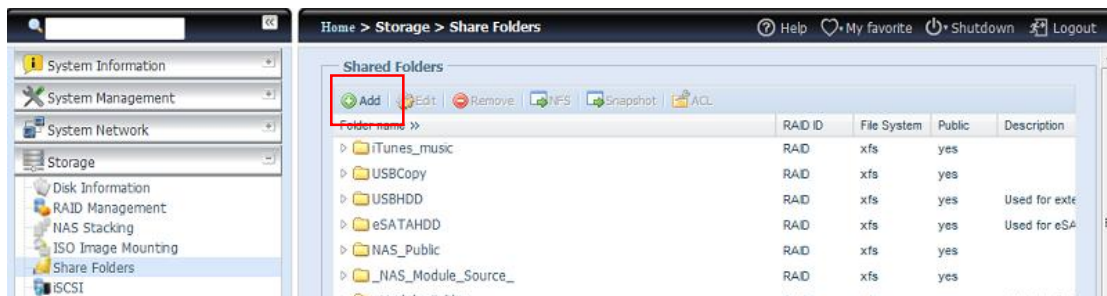 Home > Storage > Share Folders
Help My favorite Shutdown Logout
System Information
System Management
System Network
Storage
Disk Information
RAID Management
NAS Stacking
ISO Image Mounting
Share Folders
iSCSI
Shared Folders
Add Edit Remove NFS Snapshot ACL
Folder name » RAID ID File System Public Description
iTunes_music RAID xfs yes
USBCopy RAID xfs yes
USBHDD RAID xfs yes Used for exte
eSATAHDD RAID xfs yes Used for eSA
NAS_Public RAID xfs yes
_NAS_Module_Source_ RAID xfs yes